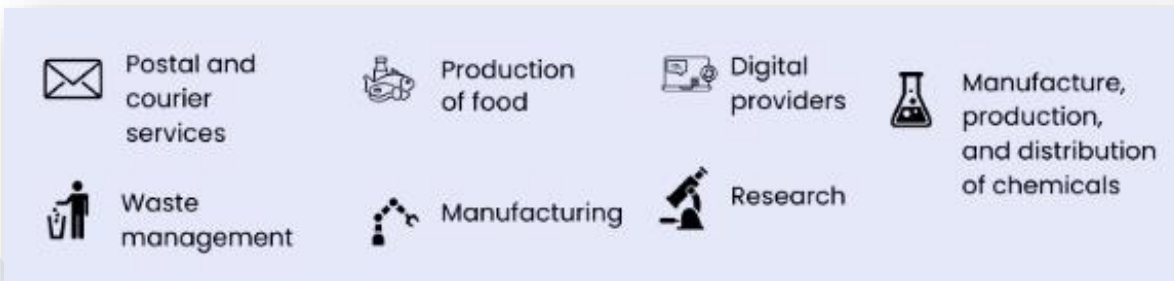 Postal and
courier
services
Production
of food
Digital
providers
Manufacture,
production,
and distribution
of chemicals
Waste
management
Manufacturing
Research